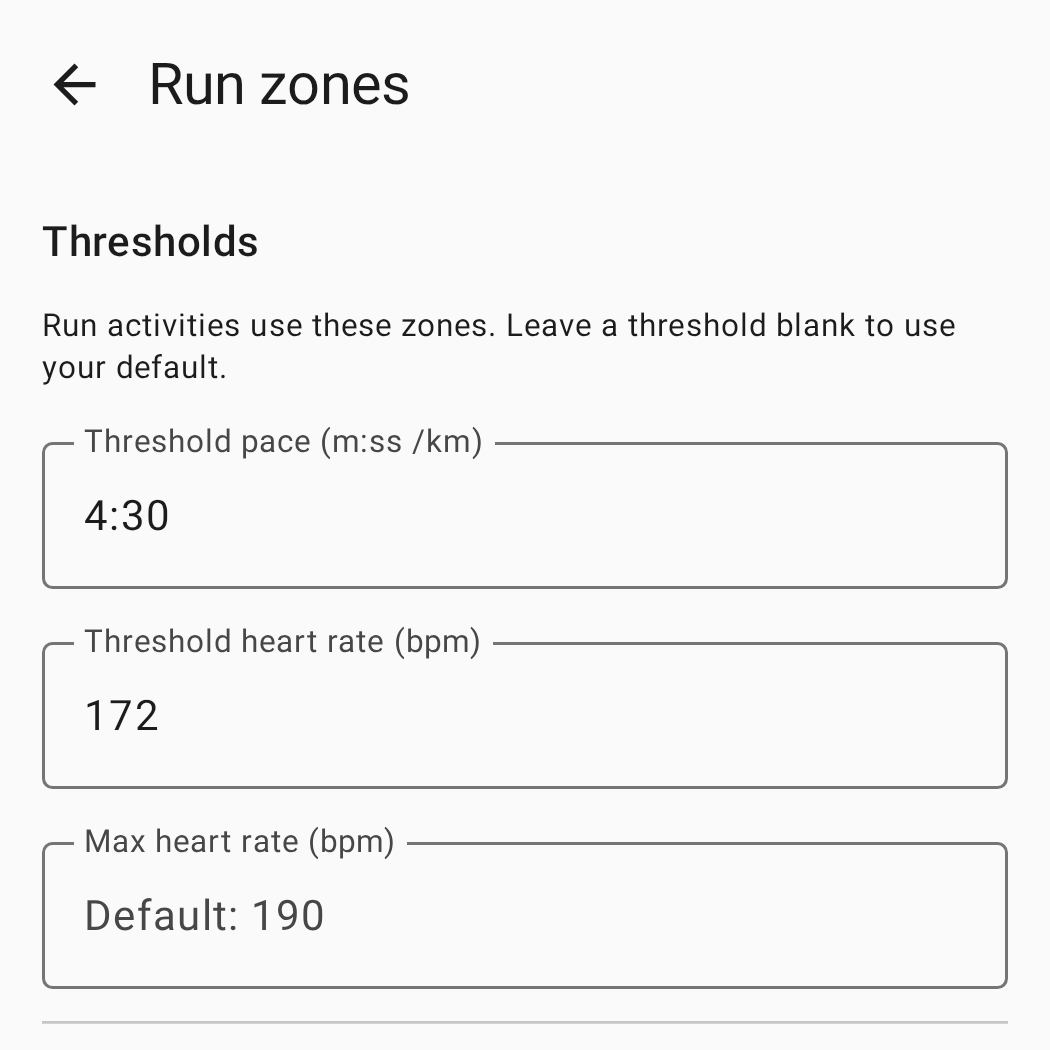 Run zones
Thresholds
Run activities use these zones. Leave a threshold blank to use
your default.
Threshold pace (m:ss /km)
4:30
Threshold heart rate (bpm)
172
Max heart rate (bpm)
Default: 190